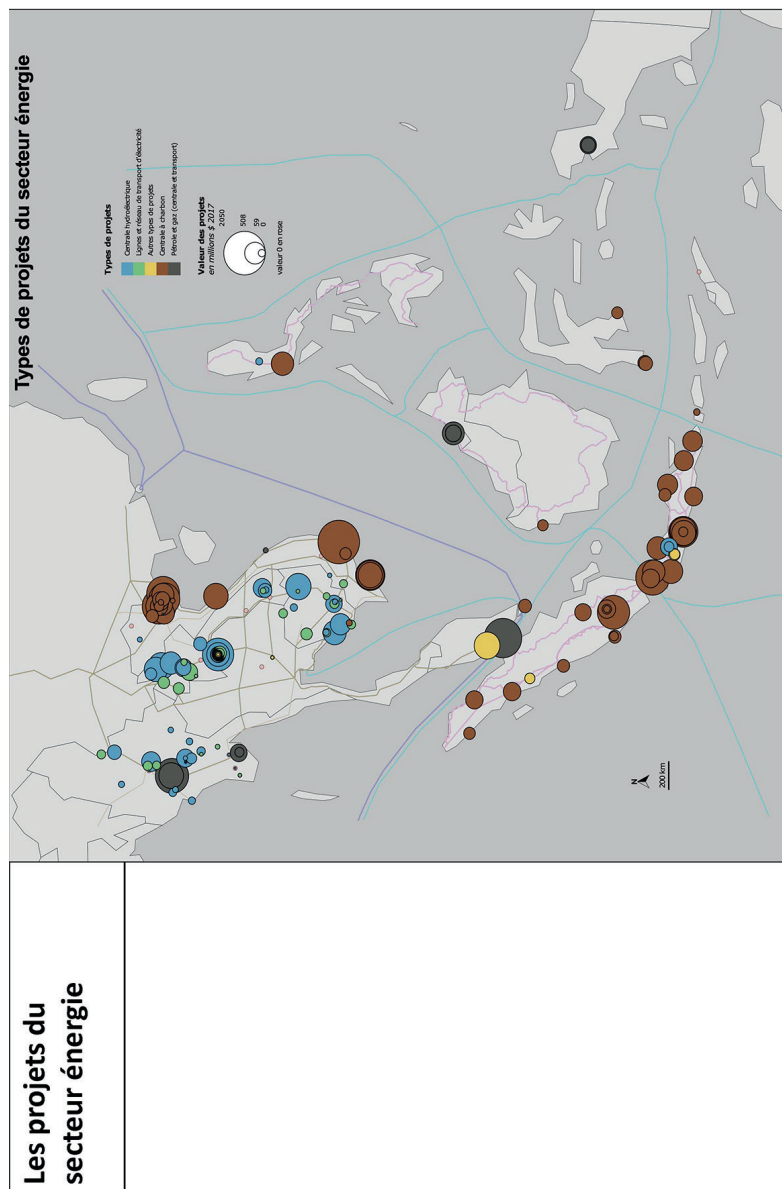 Les projets du
secteur énergie
Types de projets du secteur énergie
Types de projets
Centrale hydroélectrique
Lignes et réseau de transport d'électricité
Autres types de projets
Centrale à charbon
Pétrole et gaz (centrale et transport)
Valeur des projets
en millions $ 2017
2050
508
59
0
valeur 0 en rose
N
200 km